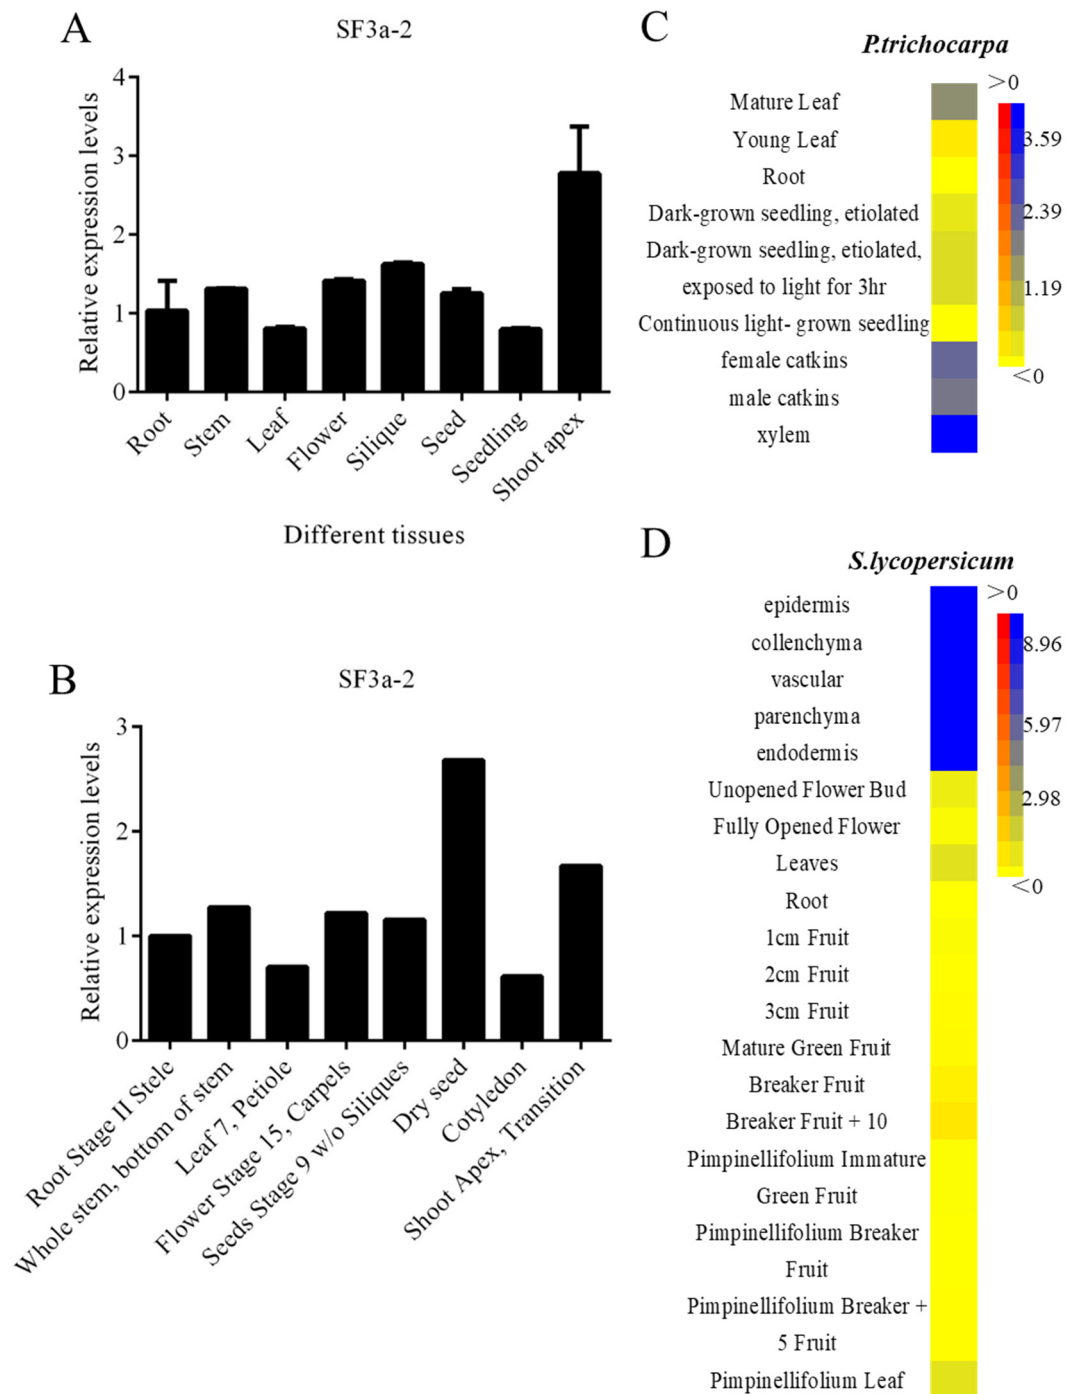 A
SF3a-2
Relative expression levels
4
3
2
1
0
Root
Stem
Leaf
Flower
Silique
Seed
Seedling
Shoot apex
Different tissues
B
SF3a-2
Relative expression levels
3
2
1
0
Root Stage II Stele
Whole stem, bottom of stem
Leaf 7, Petiole
Flower Stage 15, Carpels
Seeds Stage 9 w/o Siliques
Dry seed
Cotyledon
Shoot Apex, Transition
C
P.trichocarpa
Mature Leaf
Young Leaf
Root
Dark-grown seedling, etiolated
Dark-grown seedling, etiolated,
exposed to light for 3hr
Continuous light- grown seedling
female catkins
male catkins
xylem
>0
3.59
2.39
1.19
<0
D
S.lycopersicum
epidermis
collenchyma
vascular
parenchyma
endodermis
Unopened Flower Bud
Fully Opened Flower
Leaves
Root
1cm Fruit
2cm Fruit
3cm Fruit
Mature Green Fruit
Breaker Fruit
Breaker Fruit + 10
Pimpinellifolium Immature
Green Fruit
Pimpinellifolium Breaker
Fruit
Pimpinellifolium Breaker +
5 Fruit
Pimpinellifolium Leaf
>0
8.96
5.97
2.98
<0